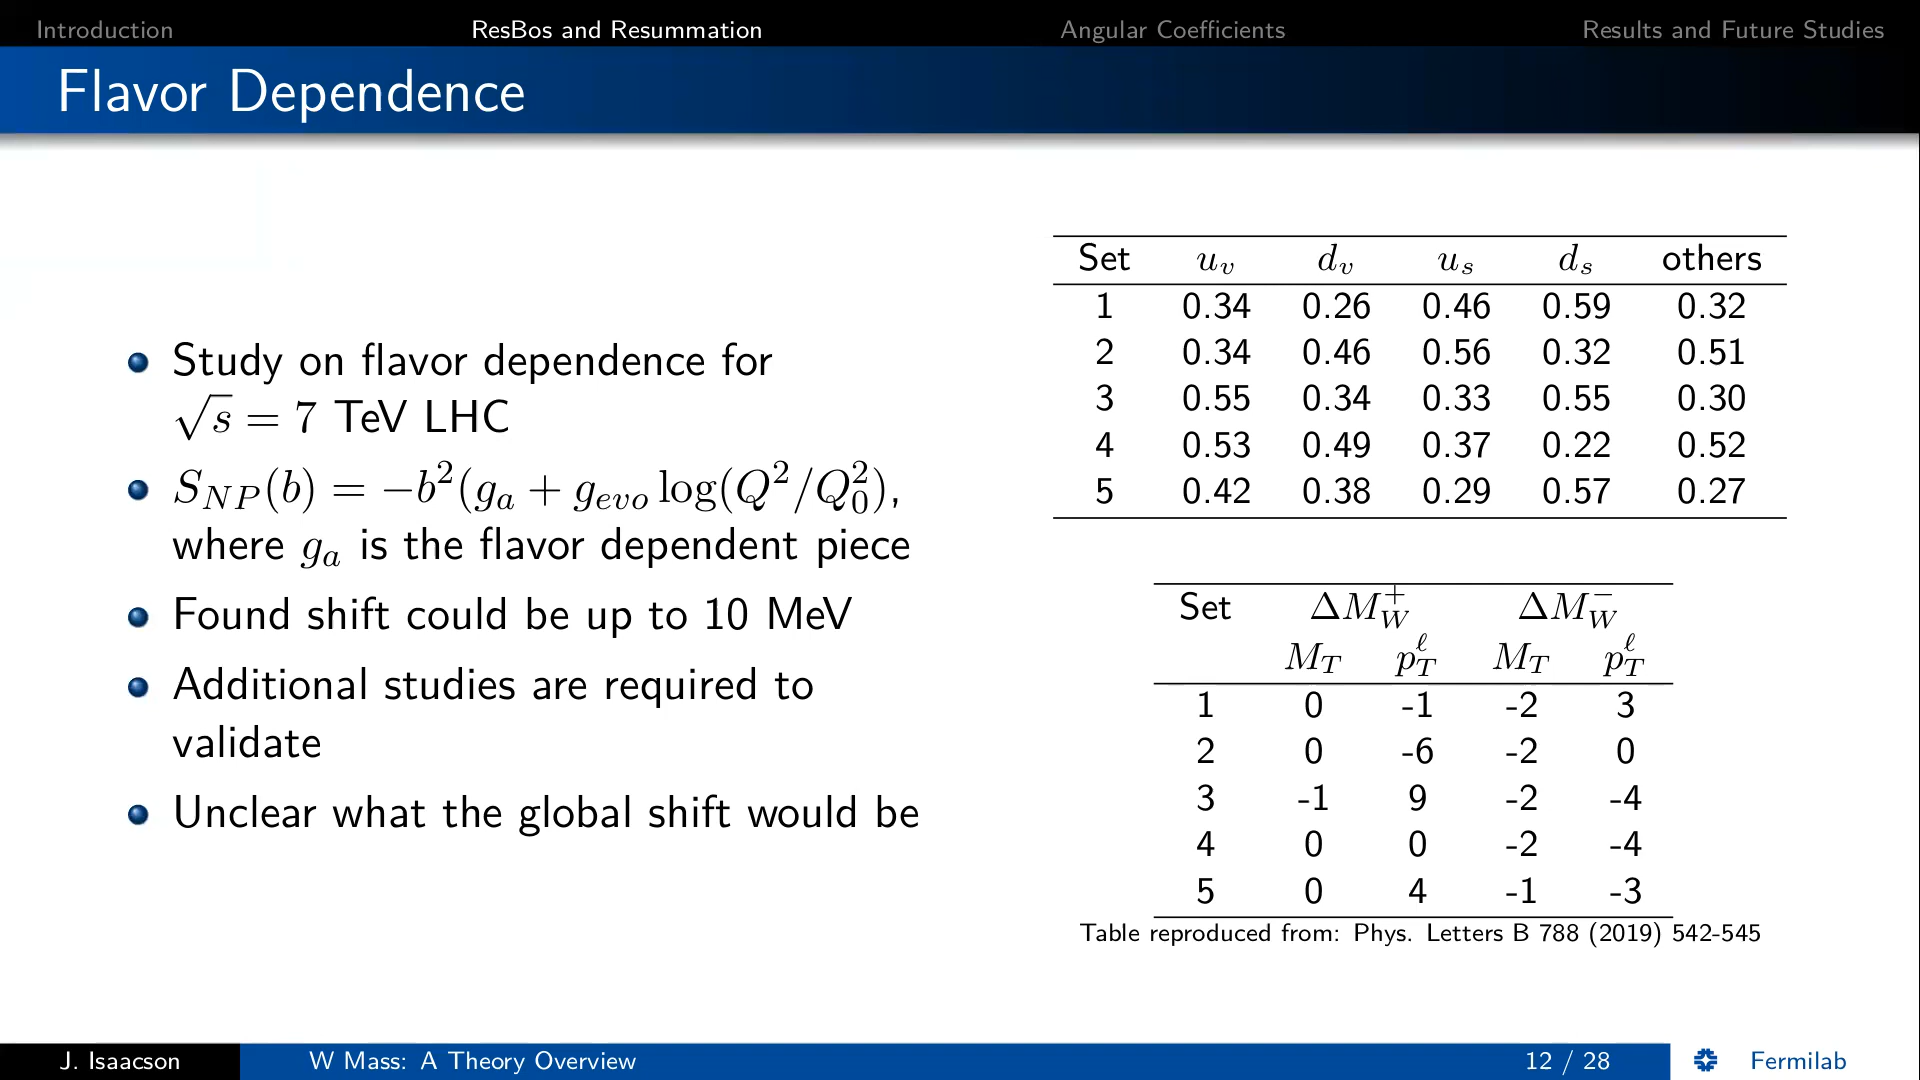 Introduction ResBos and Resummation Angular Coefficients Results and Future Studies
Flavor Dependence
Study on flavor dependence for
√s = 7 TeV LHC
S_{NP}(b) = −b²(g_a + g_{evo} log(Q²/Q₀²),
where g_a is the flavor dependent piece
Found shift could be up to 10 MeV
Additional studies are required to
validate
Unclear what the global shift would be
Set u_v d_v u_s d_s others
1 0.34 0.26 0.46 0.59 0.32
2 0.34 0.46 0.56 0.32 0.51
3 0.55 0.34 0.33 0.55 0.30
4 0.53 0.49 0.37 0.22 0.52
5 0.42 0.38 0.29 0.57 0.27
Set ΔM_W^+ ΔM_W^−
M_T p_T^ℓ M_T p_T^ℓ
1 0 -1 -2 3
2 0 -6 -2 0
3 -1 9 -2 -4
4 0 0 -2 -4
5 0 4 -1 -3
Table reproduced from: Phys. Letters B 788 (2019) 542-545
J. Isaacson W Mass: A Theory Overview 12 / 28 Fermilab